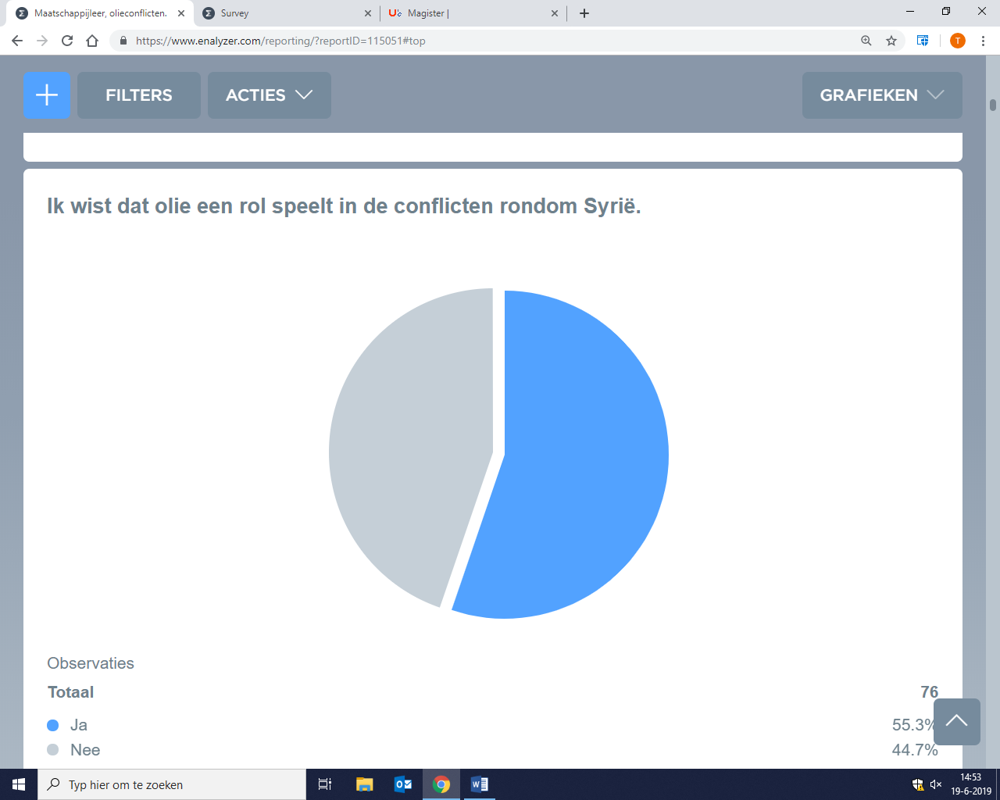 Maatschappijleer, olieconflicten.
Survey
Magister |
https://www.enalyzer.com/reporting/?reportID=115051#top
T
FILTERS
ACTIES
GRAFIEKEN
Ik wist dat olie een rol speelt in de conflicten rondom Syrië.
Observaties
Totaal 76
Ja 55.3%
Nee 44.7%
Typ hier om te zoeken
14:53
19-6-2019